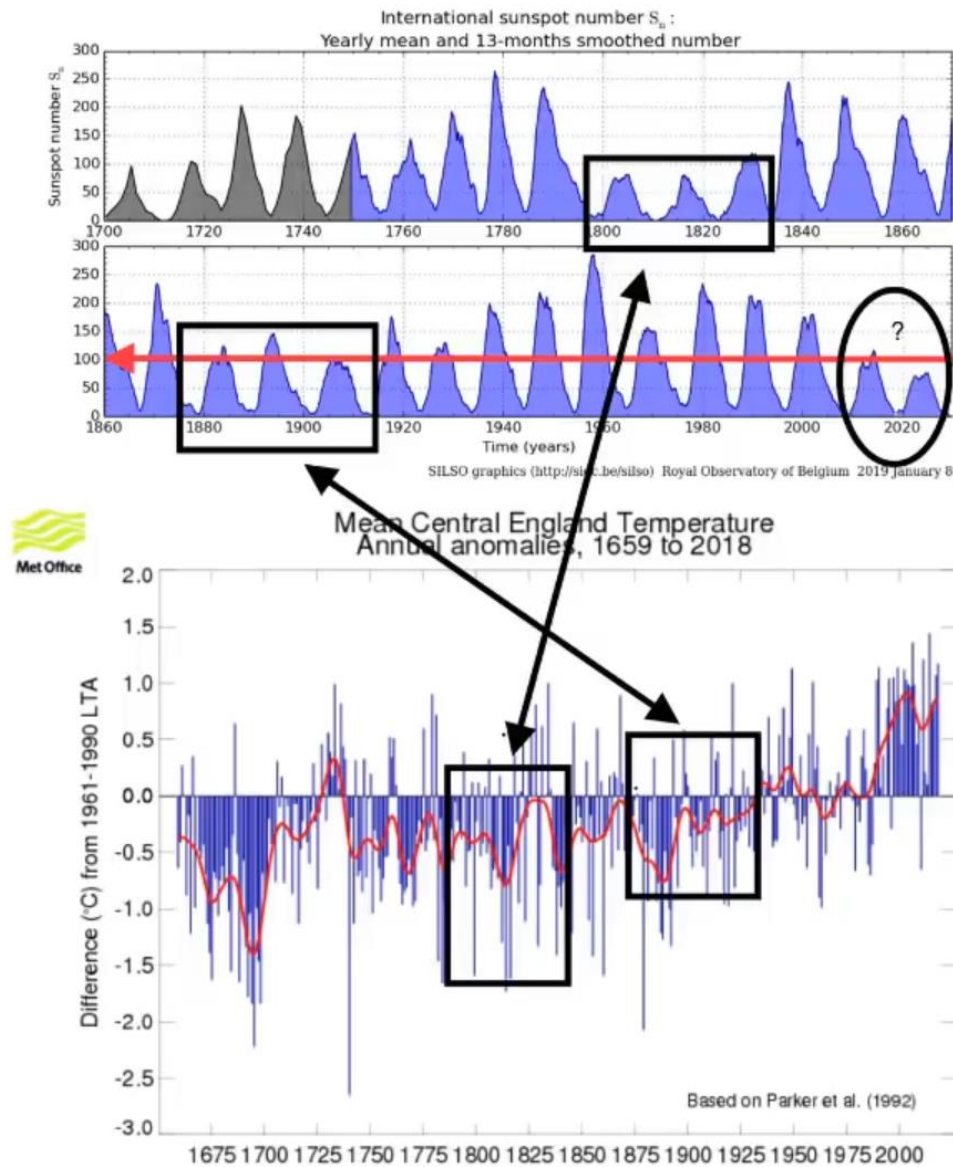 International sunspot number Sn :
Yearly mean and 13-months smoothed number
Sunspot number Sn
300
250
200
150
100
50
0
1700 1720 1740 1760 1780 1800 1820 1840 1860
300
250
200
150
100
50
0
?
1860 1880 1900 1920 1940 1960 1980 2000 2020
Time (years)
SILSO graphics (http://sidc.be/silso) Royal Observatory of Belgium 2019 January 8
Met Office
Mean Central England Temperature
Annual anomalies, 1659 to 2018
Difference (°C) from 1961-1990 LTA
2.0
1.5
1.0
0.5
0.0
-0.5
-1.0
-1.5
-2.0
-2.5
-3.0
Based on Parker et al. (1992)
1675 1700 1725 1750 1775 1800 1825 1850 1875 1900 1925 1950 1975 2000